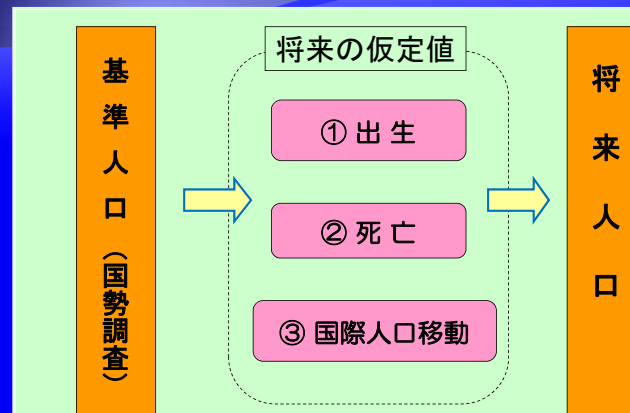 基準人口（国勢調査）
将来の仮定値
① 出 生
② 死 亡
③ 国際人口移動
将来人口